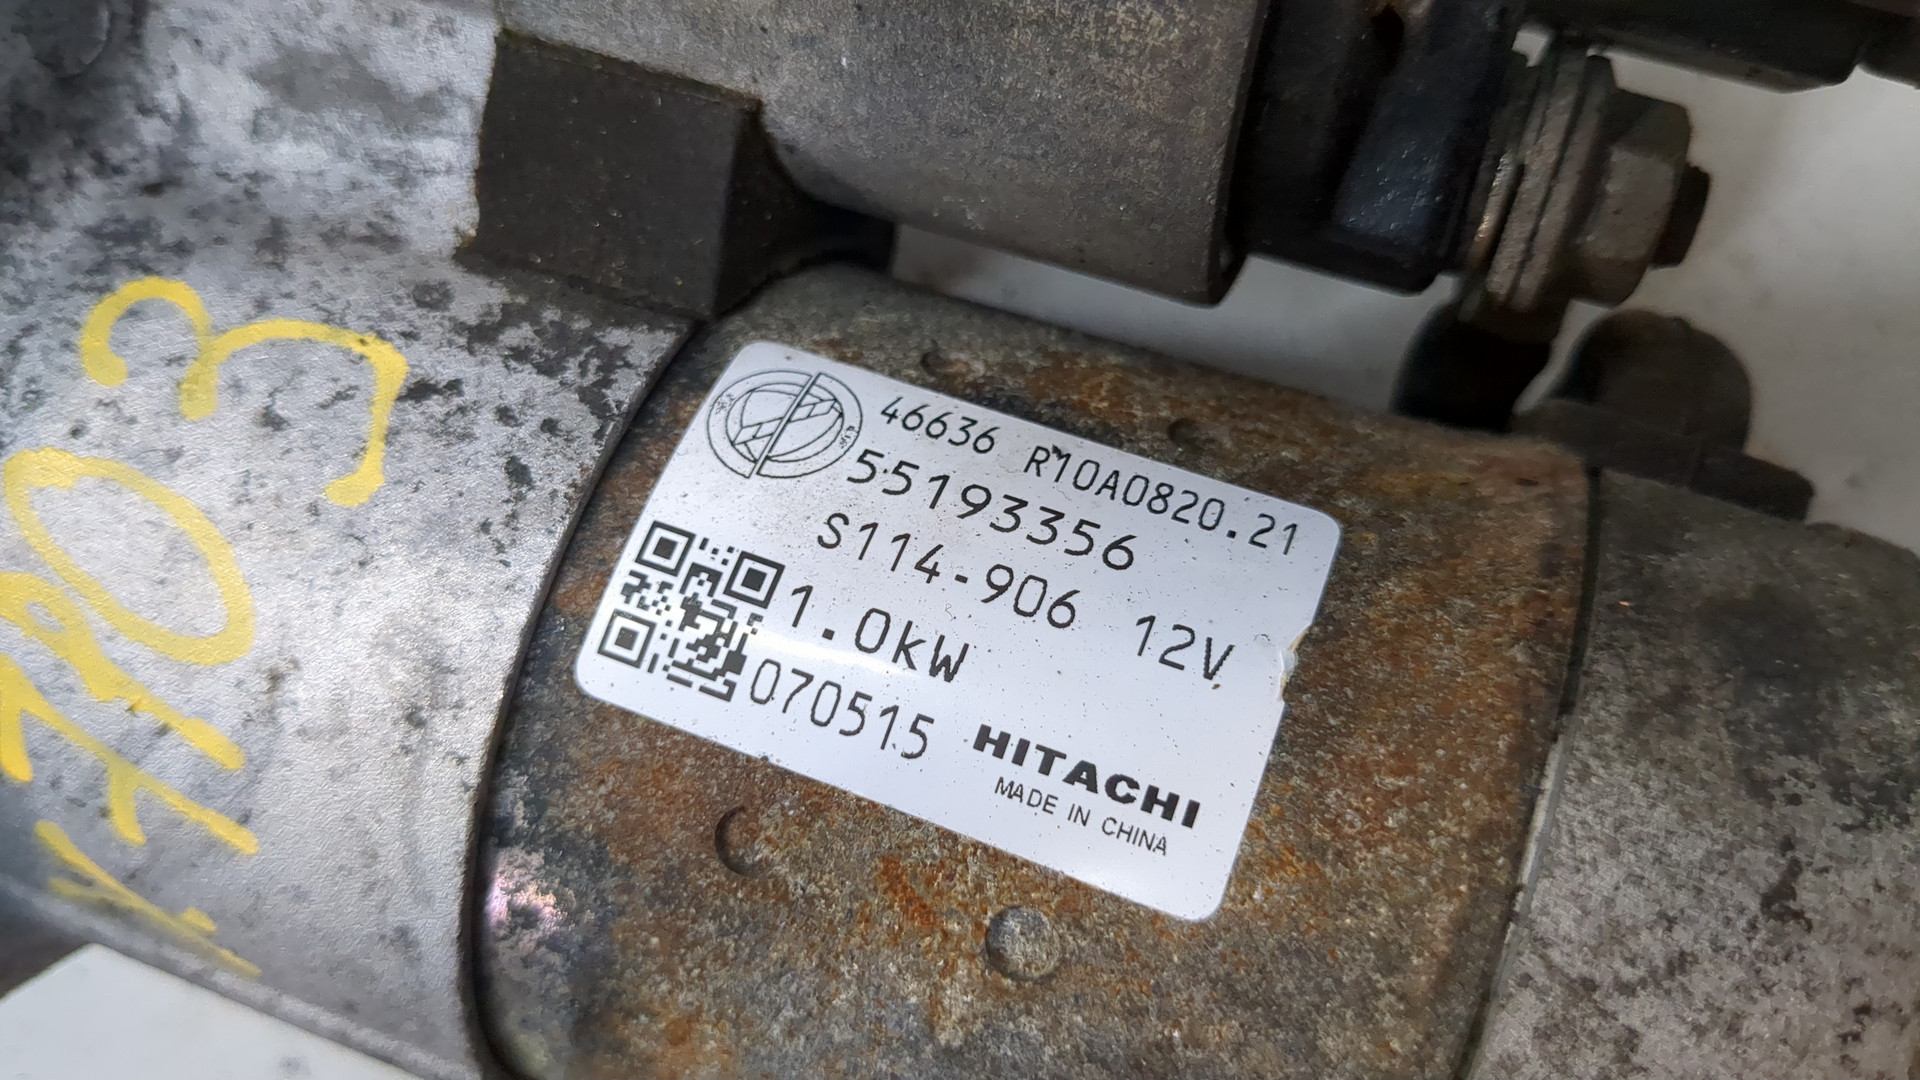 46636 R10A0820.21
55193356
S114-906 12V
1.0kW
070515 HITACHI
MADE IN CHINA